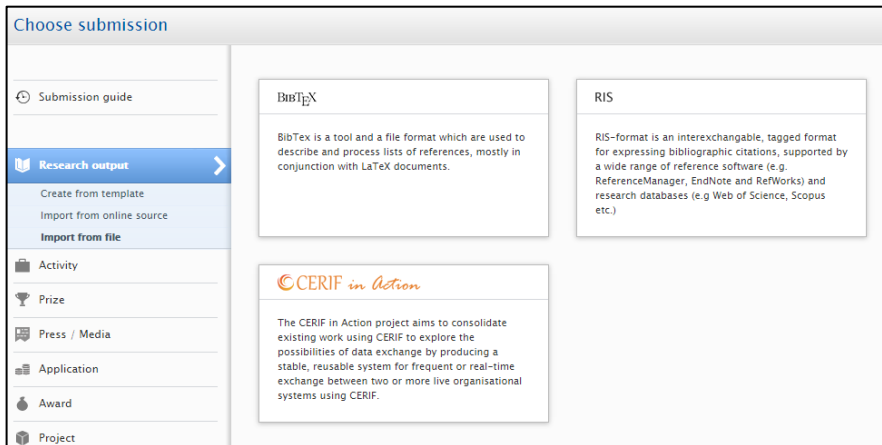 Choose submission
Submission guide
Research output
Create from template
Import from online source
Import from file
Activity
Prize
Press / Media
Application
Award
Project
BIBTEX
BibTex is a tool and a file format which are used to
describe and process lists of references, mostly in
conjunction with LaTeX documents.
RIS
RIS-format is an interexchangable, tagged format
for expressing bibliographic citations, supported by
a wide range of reference software (e.g.
ReferenceManager, EndNote and RefWorks) and
research databases (e.g Web of Science, Scopus
etc.)
CERIF in Action
The CERIF in Action project aims to consolidate
existing work using CERIF to explore the
possibilities of data exchange by producing a
stable, reusable system for frequent or real-time
exchange between two or more live organisational
systems using CERIF.